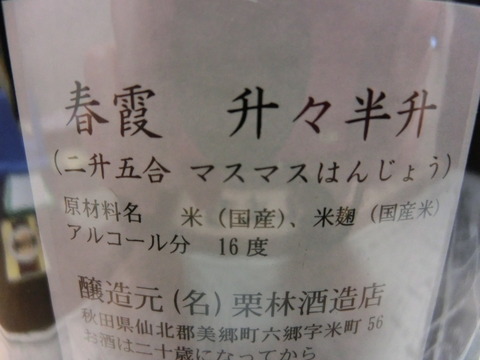 春霞 升々半升
(二升五合 マスマスはんじょう)
原材料名 米(国産)、米麹(国産米)
アルコール分 16度
醸造元(名)栗林酒造店
秋田県仙北郡美郷町六郷字米町56
お酒は二十歳になってから